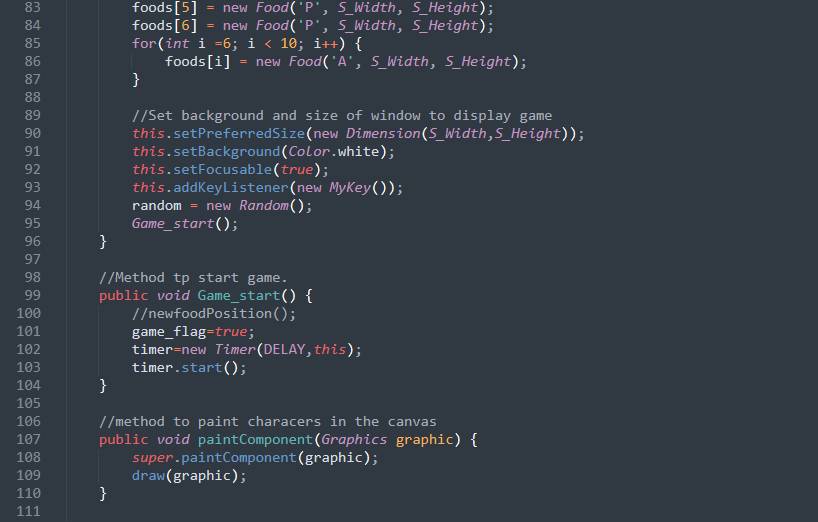 83 foods[5] = new Food('P', S_Width, S_Height);
84 foods[6] = new Food('P', S_Width, S_Height);
85 for(int i =6; i < 10; i++) {
86 foods[i] = new Food('A', S_Width, S_Height);
87 }
88
89 //Set background and size of window to display game
90 this.setPreferredSize(new Dimension(S_Width,S_Height));
91 this.setBackground(Color.white);
92 this.setFocusable(true);
93 this.addKeyListener(new MyKey());
94 random = new Random();
95 Game_start();
96 }
97
98 //Method tp start game.
99 public void Game_start() {
100 //newfoodPosition();
101 game_flag=true;
102 timer=new Timer(DELAY,this);
103 timer.start();
104 }
105
106 //method to paint characers in the canvas
107 public void paintComponent(Graphics graphic) {
108 super.paintComponent(graphic);
109 draw(graphic);
110 }
111